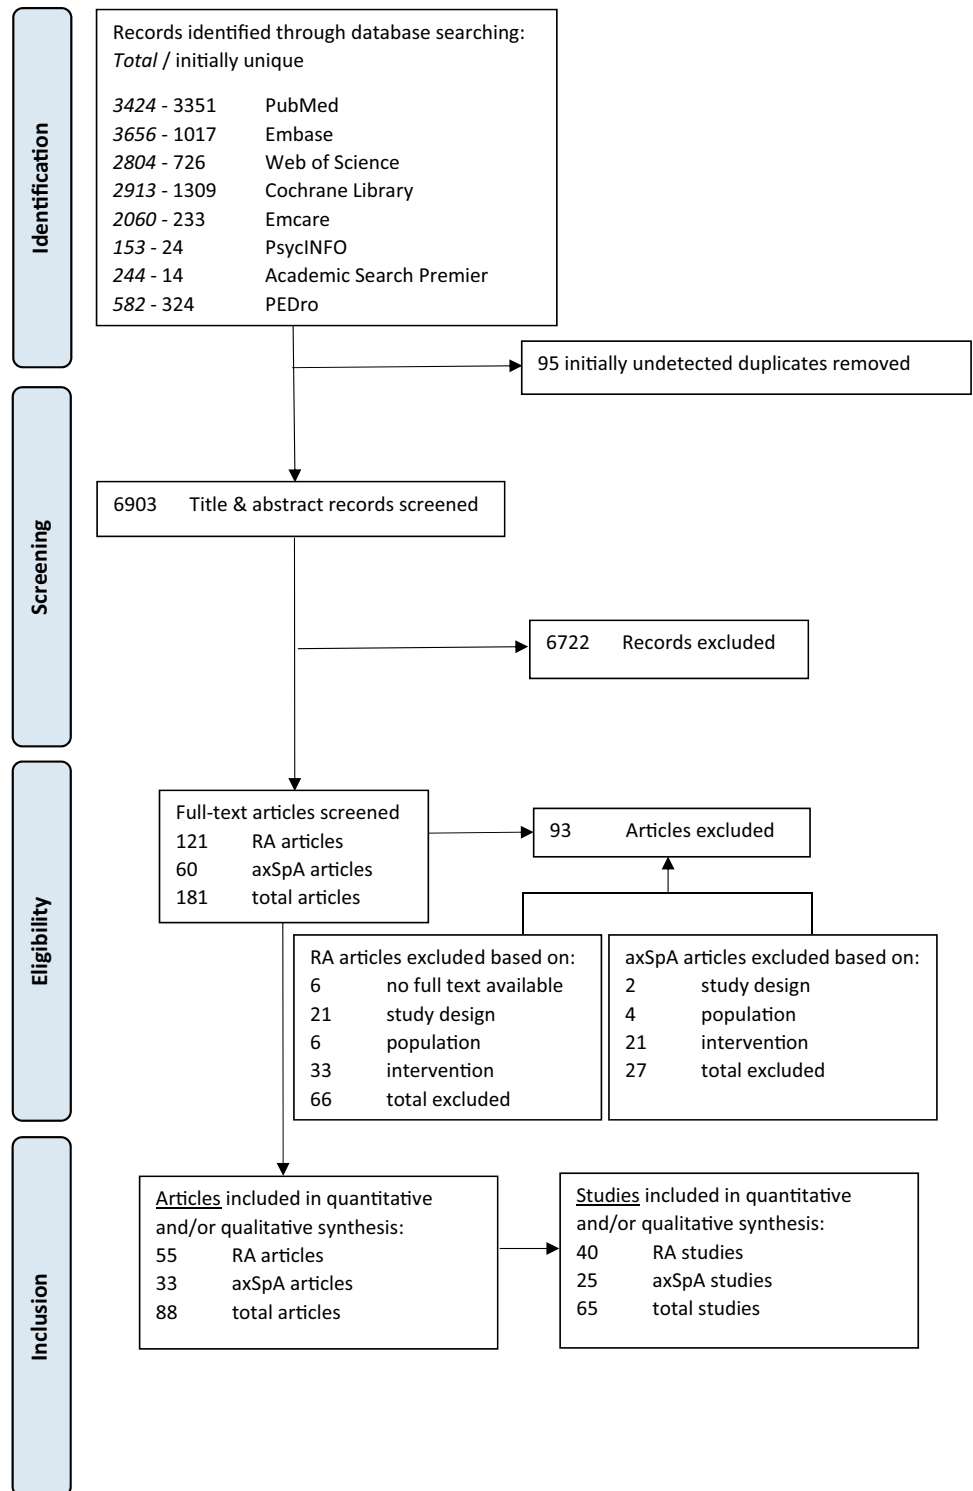 Identification
Records identified through database searching:
Total / initially unique
3424 - 3351 PubMed
3656 - 1017 Embase
2804 - 726 Web of Science
2913 - 1309 Cochrane Library
2060 - 233 Emcare
153 - 24 PsycINFO
244 - 14 Academic Search Premier
582 - 324 PEDro
95 initially undetected duplicates removed
Screening
6903 Title & abstract records screened
6722 Records excluded
Eligibility
Full-text articles screened
121 RA articles
60 axSpA articles
181 total articles
93 Articles excluded
RA articles excluded based on:
6 no full text available
21 study design
6 population
33 intervention
66 total excluded
axSpA articles excluded based on:
2 study design
4 population
21 intervention
27 total excluded
Inclusion
Articles included in quantitative
and/or qualitative synthesis:
55 RA articles
33 axSpA articles
88 total articles
Studies included in quantitative
and/or qualitative synthesis:
40 RA studies
25 axSpA studies
65 total studies